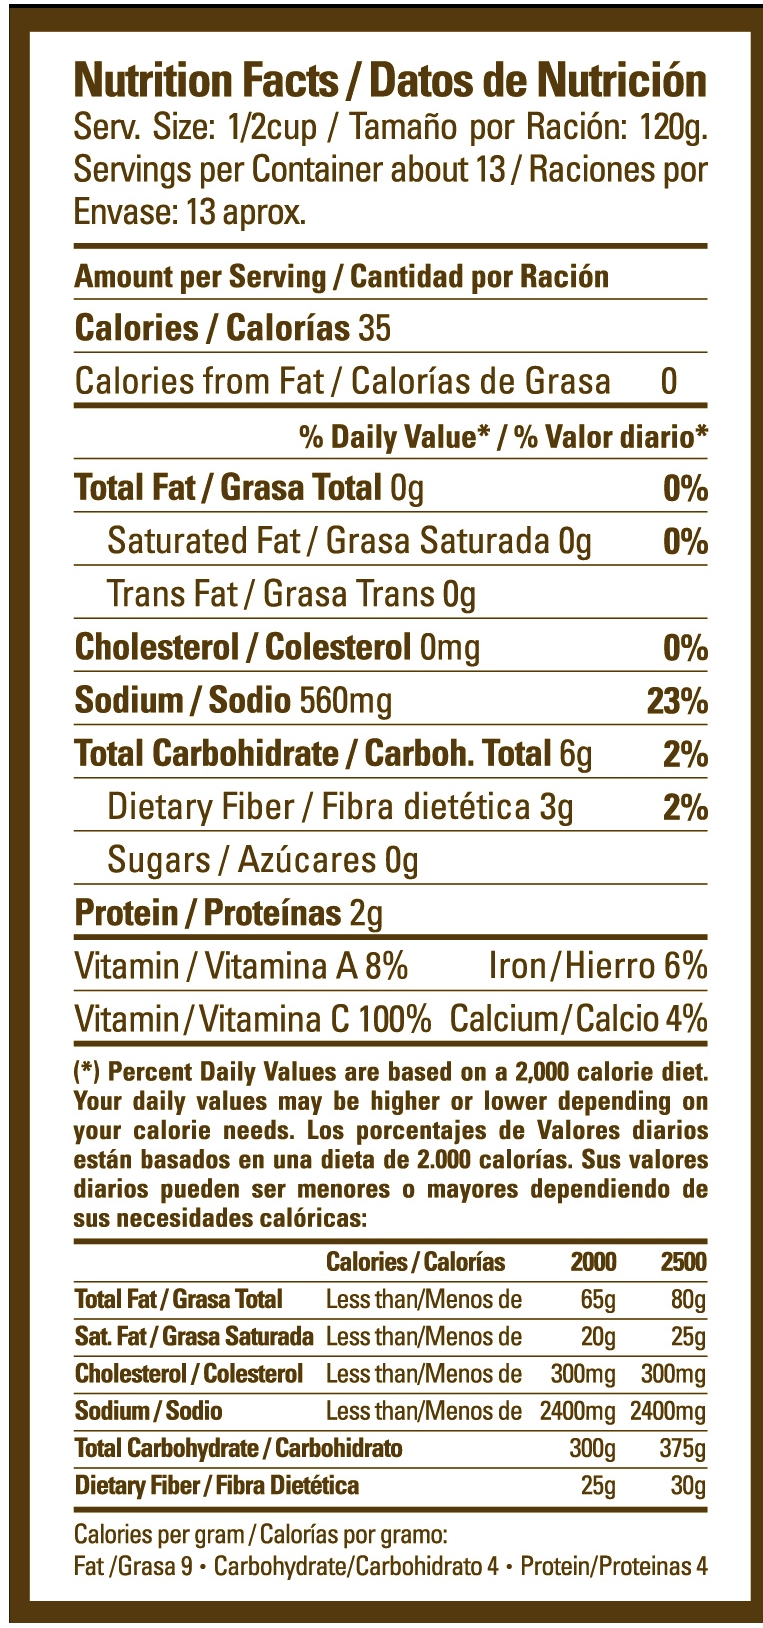 Nutrition Facts / Datos de Nutrición
Serv. Size: 1/2cup / Tamaño por Ración: 120g.
Servings per Container about 13 / Raciones por
Envase: 13 aprox.
Amount per Serving / Cantidad por Ración
Calories / Calorías 35
Calories from Fat / Calorías de Grasa 0
% Daily Value* / % Valor diario*
Total Fat / Grasa Total 0g 0%
Saturated Fat / Grasa Saturada 0g 0%
Trans Fat / Grasa Trans 0g
Cholesterol / Colesterol 0mg 0%
Sodium / Sodio 560mg 23%
Total Carbohidrate / Carboh. Total 6g 2%
Dietary Fiber / Fibra dietética 3g 2%
Sugars / Azúcares 0g
Protein / Proteínas 2g
Vitamin / Vitamina A 8% Iron/Hierro 6%
Vitamin/Vitamina C 100% Calcium/Calcio 4%
(*) Percent Daily Values are based on a 2,000 calorie diet.
Your daily values may be higher or lower depending on
your calorie needs. Los porcentajes de Valores diarios
están basados en una dieta de 2.000 calorías. Sus valores
diarios pueden ser menores o mayores dependiendo de
sus necesidades calóricas:
Calories / Calorías 2000 2500
Total Fat / Grasa Total Less than/Menos de 65g 80g
Sat. Fat / Grasa Saturada Less than/Menos de 20g 25g
Cholesterol / Colesterol Less than/Menos de 300mg 300mg
Sodium / Sodio Less than/Menos de 2400mg 2400mg
Total Carbohydrate / Carbohidrato 300g 375g
Dietary Fiber / Fibra Dietética 25g 30g
Calories per gram / Calorías por gramo:
Fat /Grasa 9 • Carbohydrate/Carbohidrato 4 • Protein/Proteinas 4